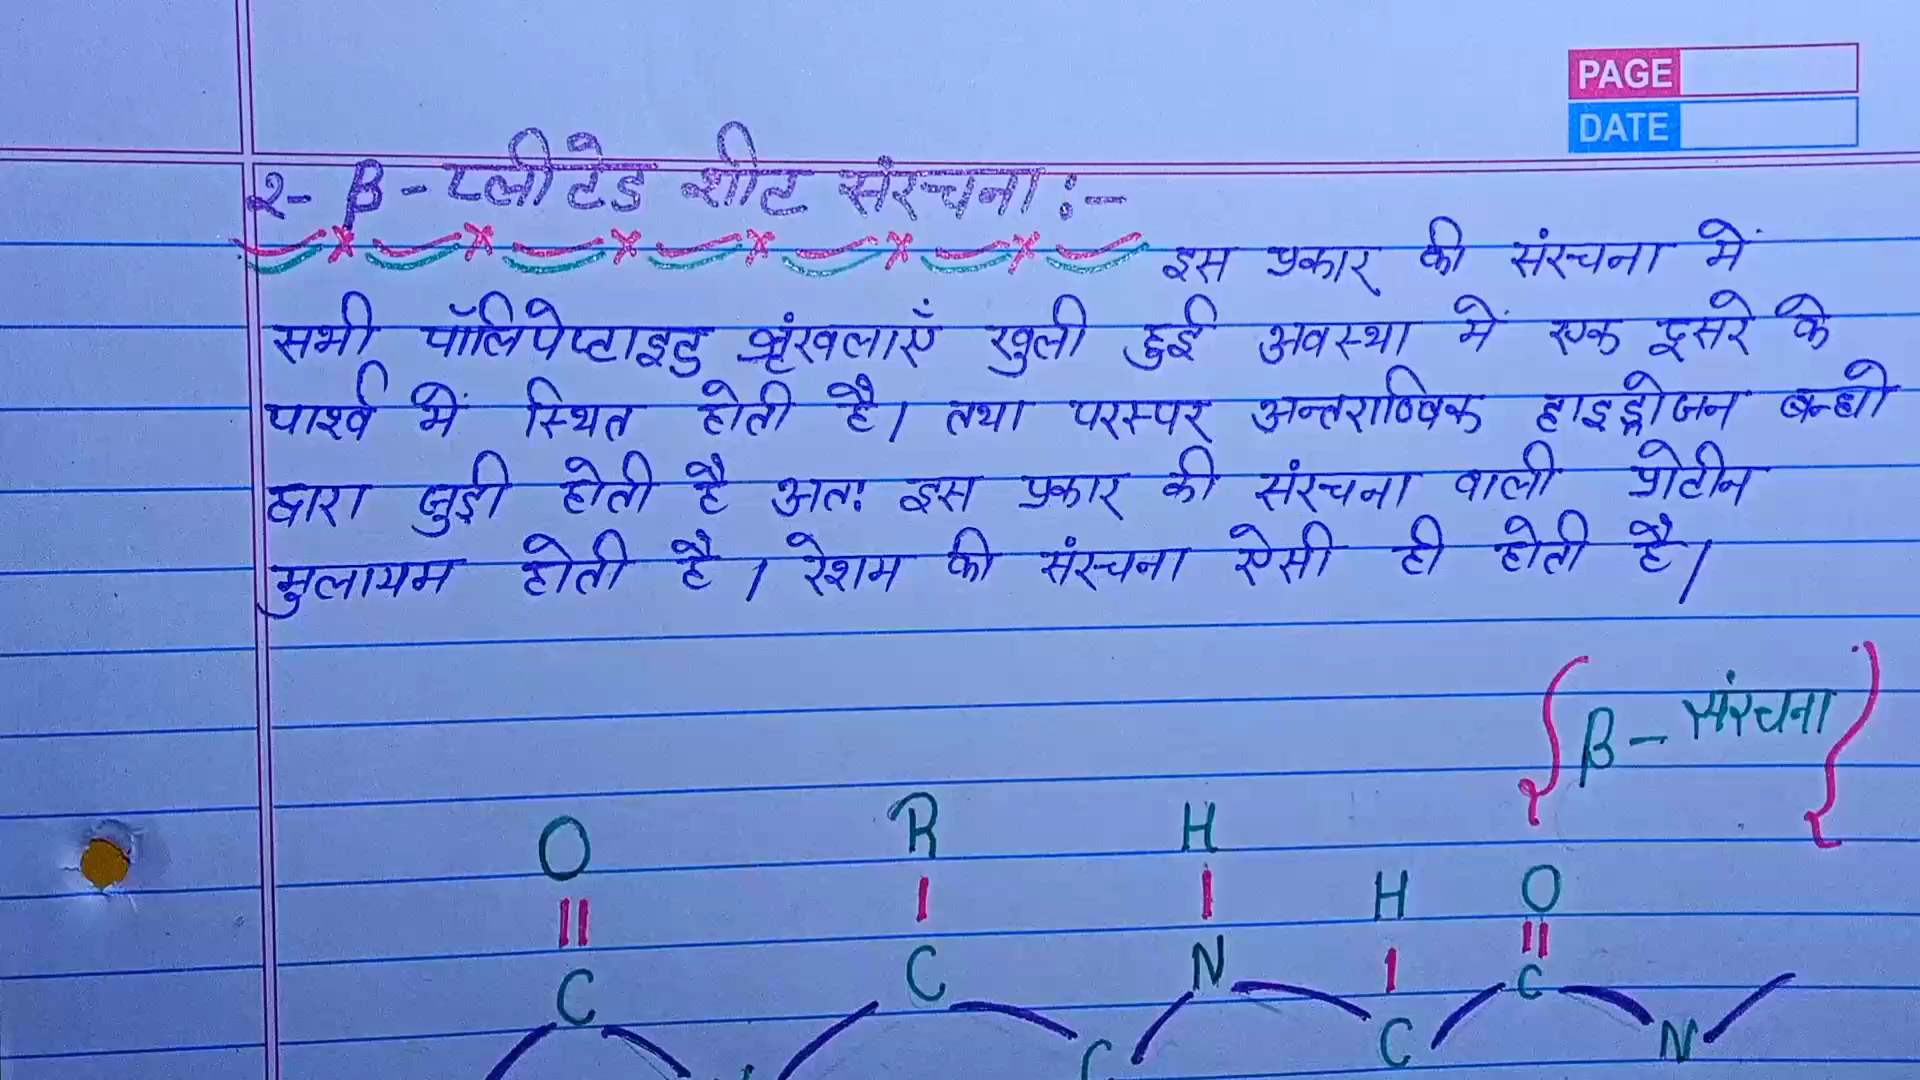 PAGE
DATE
2- β - प्लीटेड शीट संरचना :-
इस प्रकार की संरचना में
सभी पॉलिपेप्टाइड श्रृंखलाएँ खुली हुई अवस्था में एक दूसरे के
पार्श्व में स्थित होती है। तथा परस्पर अन्तराण्विक हाइड्रोजन बन्धो
द्वारा जुड़ी होती है अतः इस प्रकार की संरचना वाली प्रोटीन
मुलायम होती है। रेशम की संरचना ऐसी ही होती है।
{β - संरचना}
O R H
H O
|| | | | ||
C C N C
C C N